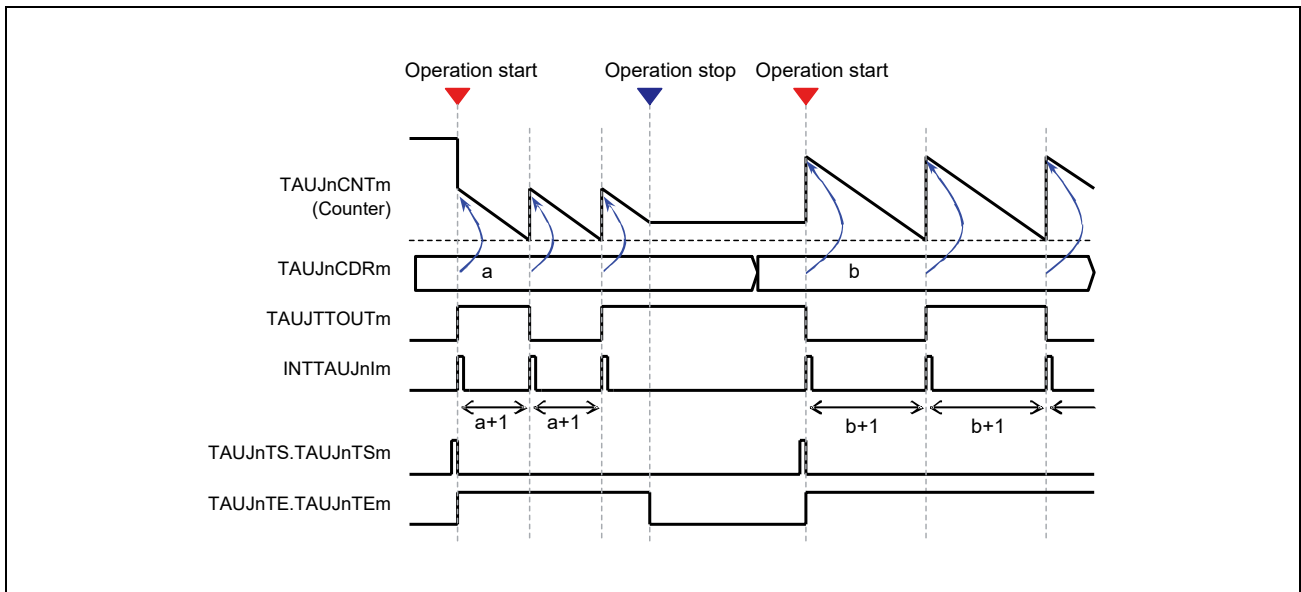 Operation start Operation stop Operation start
TAUJnCNTm
(Counter)
TAUJnCDRm a b
TAUJTTOUTm
INTTAUJnIm
a+1 a+1 b+1 b+1
TAUJnTS.TAUJnTSm
TAUJnTE.TAUJnTEm